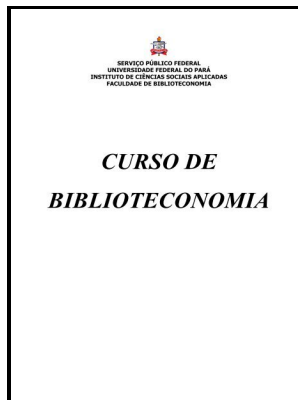 SERVIÇO PÚBLICO FEDERAL
UNIVERSIDADE FEDERAL DO PARÁ
INSTITUTO DE CIÊNCIAS SOCIAIS APLICADAS
FACULDADE DE BIBLIOTECONOMIA
CURSO DE
BIBLIOTECONOMIA